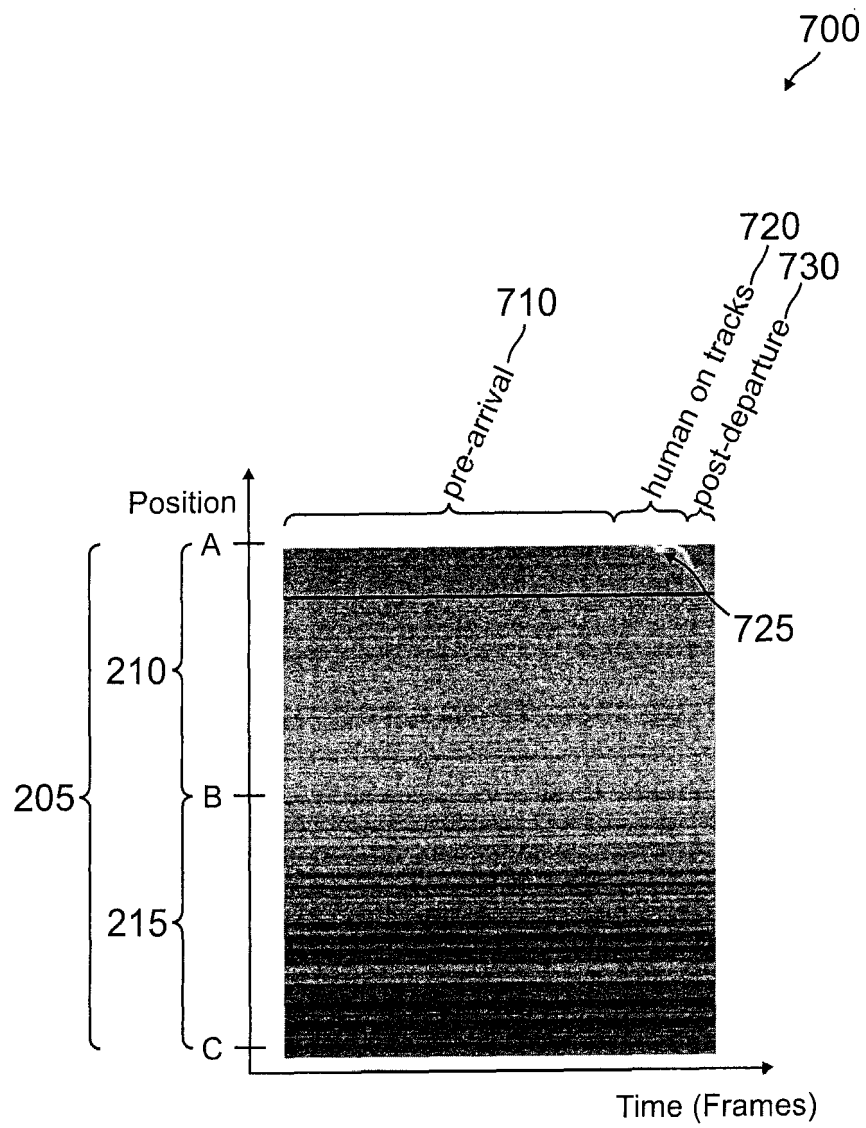 700
720
730
710
pre-arrival
human on tracks
post-departure
Position
A
725
210
205
B
215
C
Time (Frames)